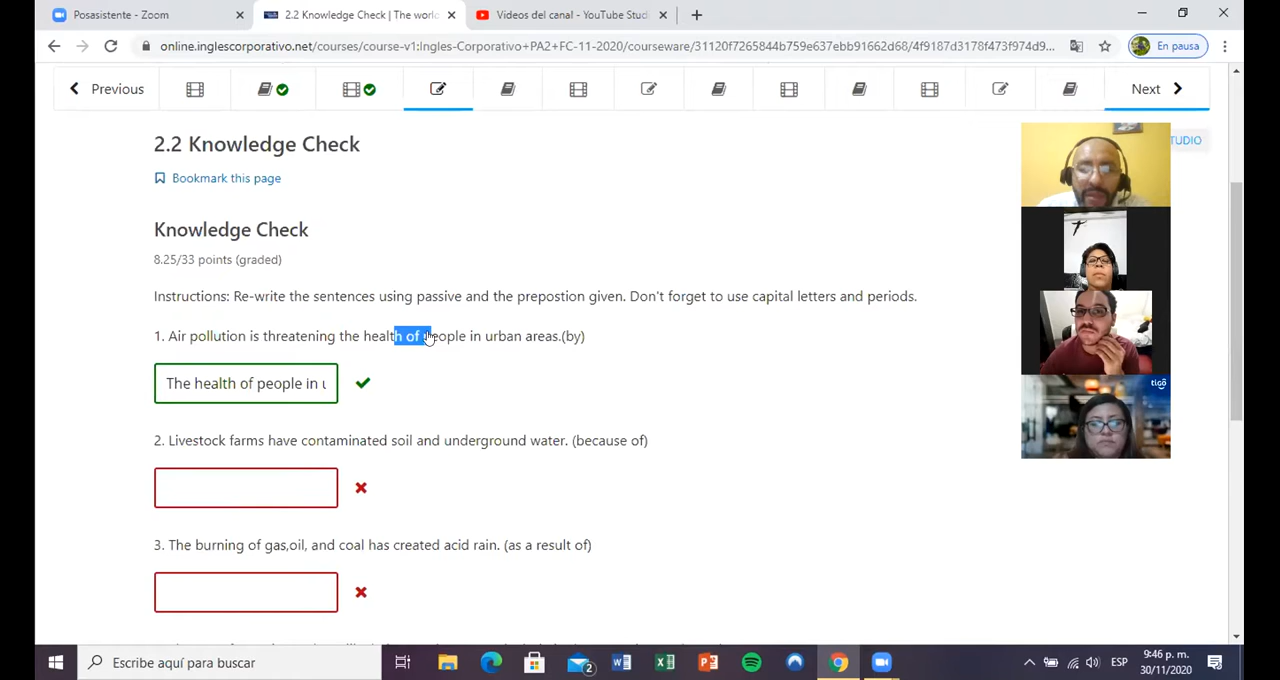 Posasistente - Zoom
2.2 Knowledge Check | The world
Videos del canal - YouTube Stud
online.inglescorporativo.net/courses/course-v1:Ingles-Corporativo+PA2+FC-11-2020/courseware/31120f7265844b759e637ebb91662d68/4f9187d3178f473f974d9...
En pausa
Previous
Next
2.2 Knowledge Check
Bookmark this page
TUDIO
Knowledge Check
8.25/33 points (graded)
Instructions: Re-write the sentences using passive and the prepostion given. Don't forget to use capital letters and periods.
1. Air pollution is threatening the health of people in urban areas.(by)
The health of people in u
2. Livestock farms have contaminated soil and underground water. (because of)
3. The burning of gas,oil, and coal has created acid rain. (as a result of)
tigo
Escribe aquí para buscar
2
ESP
9:46 p. m.
30/11/2020